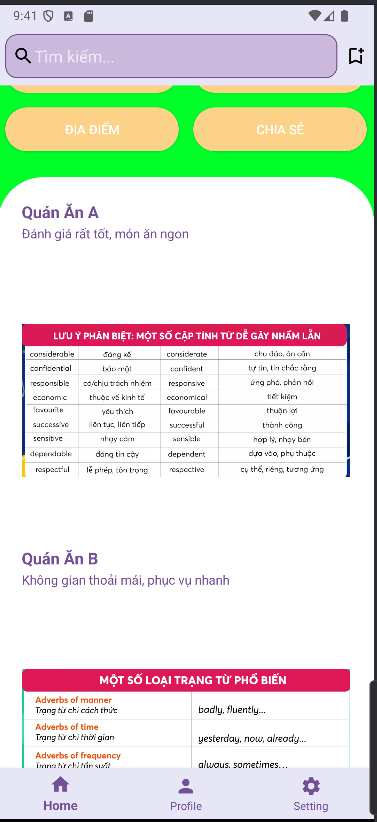 9:41
Tìm kiếm...
ĐỊA ĐIỂM
CHIA SẺ
Quán Ăn A
Đánh giá rất tốt, món ăn ngon
LƯU Ý PHÂN BIỆT: MỘT SỐ CẶP TÍNH TỪ DỄ GÂY NHẦM LẪN
considerable đáng kể considerate chu đáo, ân cần
confidential bảo mật confident tự tin, tin chắc rằng
responsible có/chịu trách nhiệm responsive ứng phó, phản hồi
economic thuộc về kinh tế economical tiết kiệm
favourite yêu thích favourable thuận lợi
successive liên tục, liên tiếp successful thành công
sensitive nhạy cảm sensible hợp lý, nhạy bén
dependable đáng tin cậy dependent dựa vào, phụ thuộc
respectful lễ phép, tôn trọng respective cụ thể, riêng, tương ứng
Quán Ăn B
Không gian thoải mái, phục vụ nhanh
MỘT SỐ LOẠI TRẠNG TỪ PHỔ BIẾN
Adverbs of manner
Trạng từ chỉ cách thức
badly, fluently...
Adverbs of time
Trạng từ chỉ thời gian
yesterday, now, already...
Adverbs of frequency
Trạng từ chỉ tần suất
always, sometimes...
Home
Profile
Setting